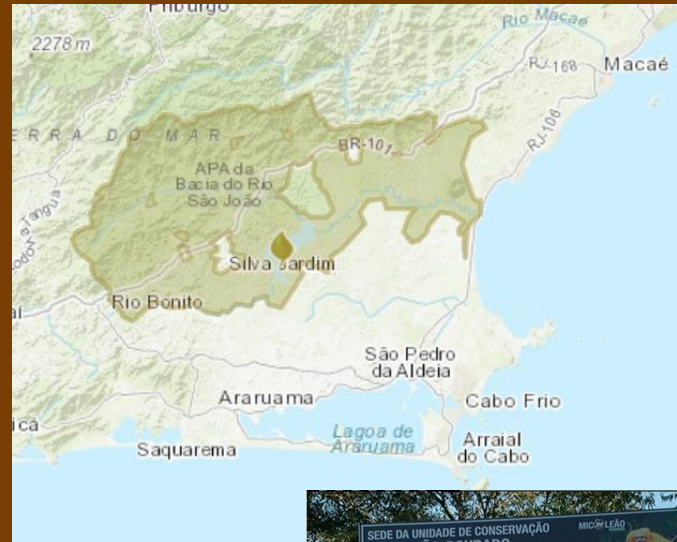 Friburgo
Rio Macaé
2278 m
RJ-168
Macaé
RJ-106
SERRA DO MAR
BR-101
APA da
Bacia do Rio
São João
Silva Jardim
Rio Bonito
São Pedro
da Aldeia
Araruama
Cabo Frio
Lagoa de
Araruama
Arraial
do Cabo
Saquarema
SEDE DA UNIDADE DE CONSERVAÇÃO
MICO LEÃO